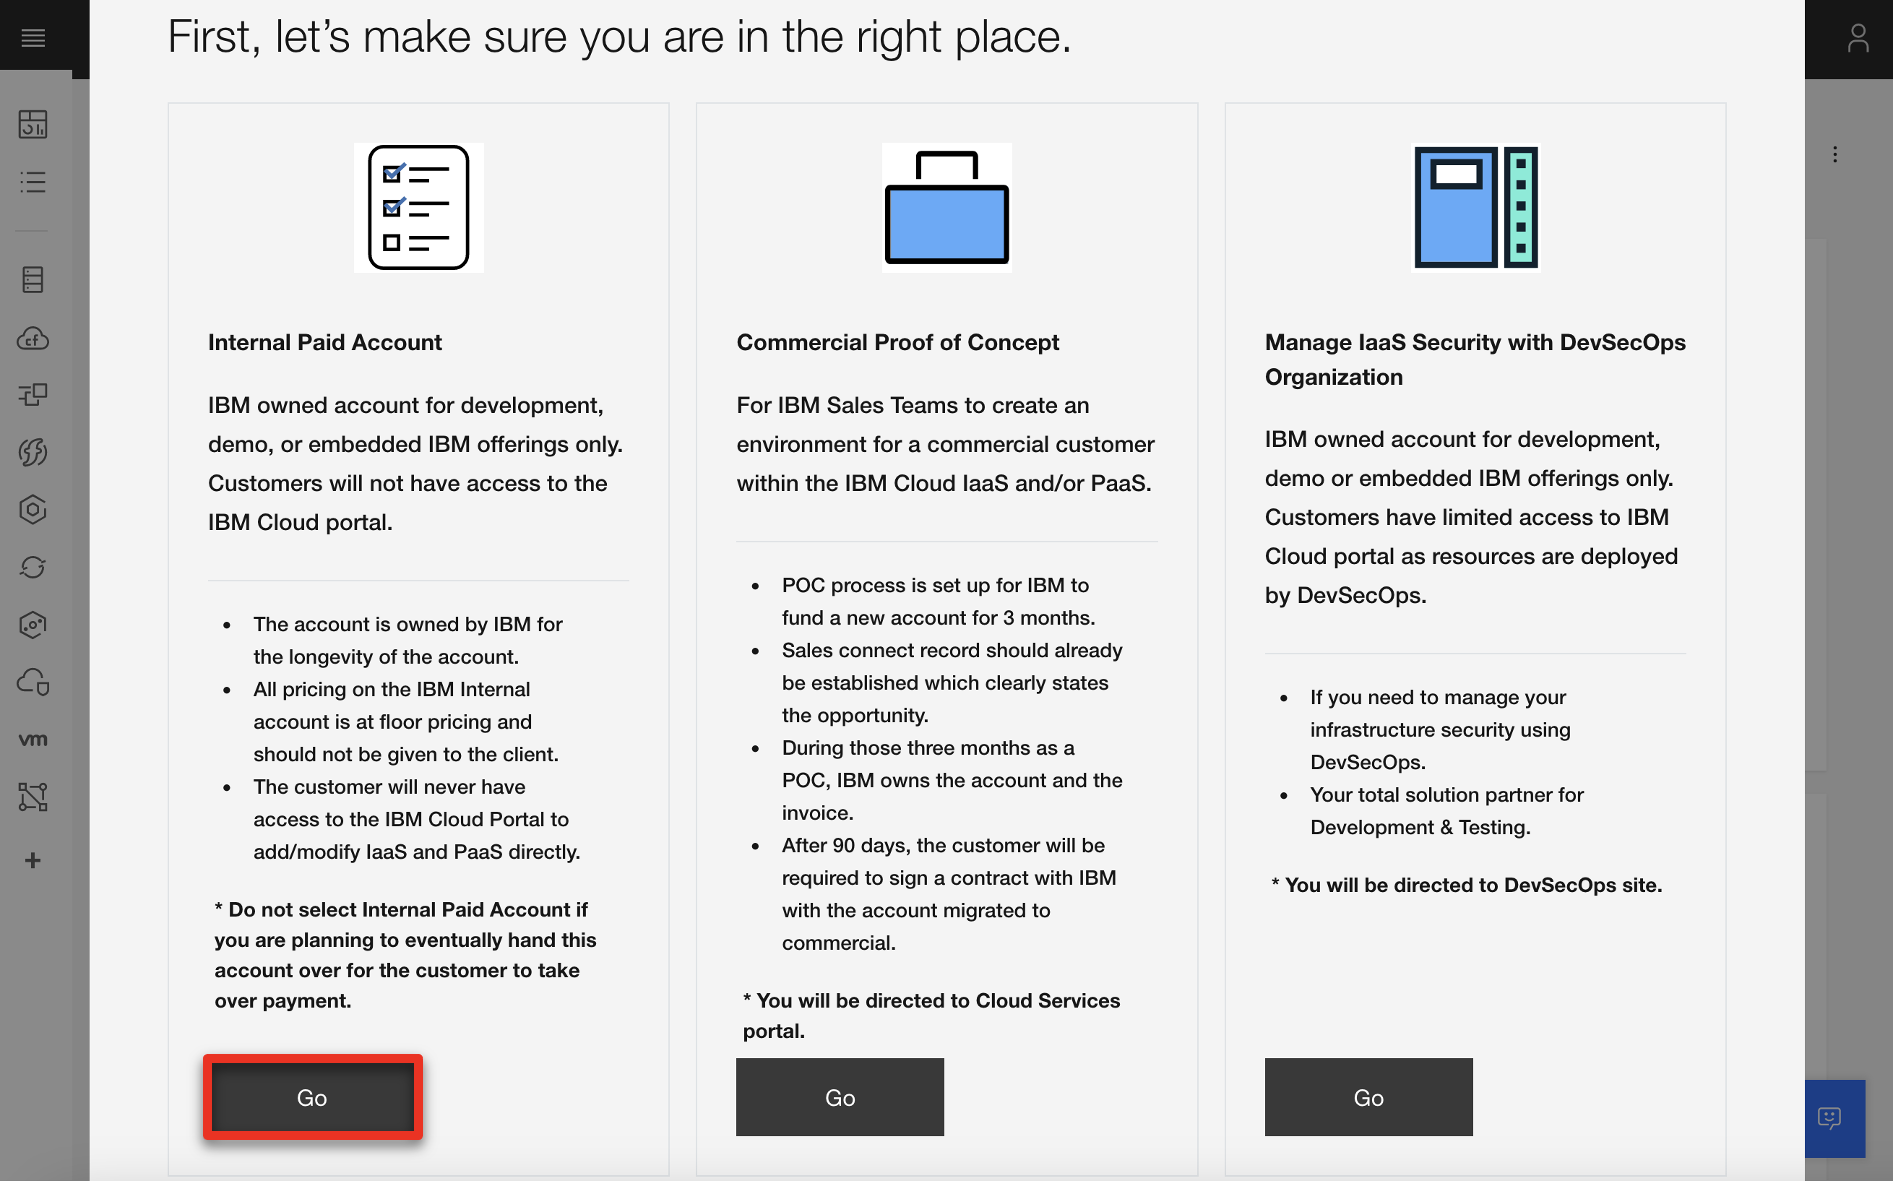 First, let's make sure you are in the right place.
Internal Paid Account
IBM owned account for development,
demo, or embedded IBM offerings only.
Customers will not have access to the
IBM Cloud portal.
• The account is owned by IBM for
the longevity of the account.
• All pricing on the IBM Internal
account is at floor pricing and
should not be given to the client.
• The customer will never have
access to the IBM Cloud Portal to
add/modify IaaS and PaaS directly.
* Do not select Internal Paid Account if
you are planning to eventually hand this
account over for the customer to take
over payment.
Go
Commercial Proof of Concept
For IBM Sales Teams to create an
environment for a commercial customer
within the IBM Cloud IaaS and/or PaaS.
• POC process is set up for IBM to
fund a new account for 3 months.
• Sales connect record should already
be established which clearly states
the opportunity.
• During those three months as a
POC, IBM owns the account and the
invoice.
• After 90 days, the customer will be
required to sign a contract with IBM
with the account migrated to
commercial.
* You will be directed to Cloud Services
portal.
Go
Manage IaaS Security with DevSecOps
Organization
IBM owned account for development,
demo or embedded IBM offerings only.
Customers have limited access to IBM
Cloud portal as resources are deployed
by DevSecOps.
• If you need to manage your
infrastructure security using
DevSecOps.
• Your total solution partner for
Development & Testing.
* You will be directed to DevSecOps site.
Go
cf
vm